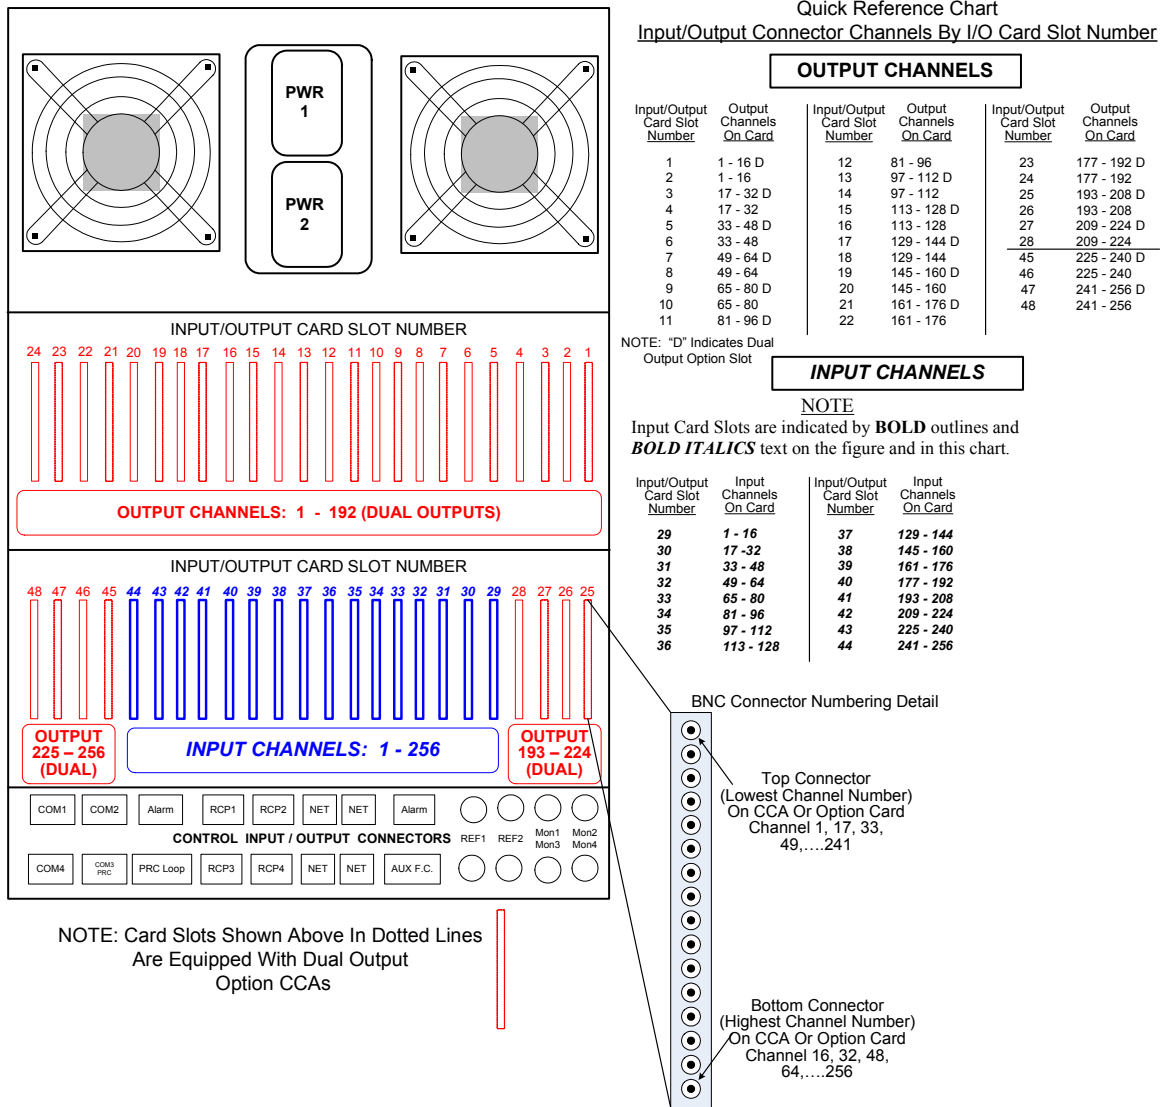 Quick Reference Chart
Input/Output Connector Channels By I/O Card Slot Number
OUTPUT CHANNELS
Input/Output Card Slot Number
Output Channels On Card
Input/Output Card Slot Number
Output Channels On Card
Input/Output Card Slot Number
Output Channels On Card
1 1 - 16 D 12 81 - 96 23 177 - 192 D
2 1 - 16 13 97 - 112 D 24 177 - 192
3 17 - 32 D 14 97 - 112 25 193 - 208 D
4 17 - 32 15 113 - 128 D 26 193 - 208
5 33 - 48 D 16 113 - 128 27 209 - 224 D
6 33 - 48 17 129 - 144 D 28 209 - 224
7 49 - 64 D 18 129 - 144 45 225 - 240 D
8 49 - 64 19 145 - 160 D 46 225 - 240
9 65 - 80 D 20 145 - 160 47 241 - 256 D
10 65 - 80 21 161 - 176 D 48 241 - 256
11 81 - 96 D 22 161 - 176
NOTE: “D” Indicates Dual
Output Option Slot
INPUT CHANNELS
NOTE
Input Card Slots are indicated by BOLD outlines and
BOLD ITALICS text on the figure and in this chart.
Input/Output Card Slot Number
Input Channels On Card
Input/Output Card Slot Number
Input Channels On Card
29 1 - 16 37 129 - 144
30 17 -32 38 145 - 160
31 33 - 48 39 161 - 176
32 49 - 64 40 177 - 192
33 65 - 80 41 193 - 208
34 81 - 96 42 209 - 224
35 97 - 112 43 225 - 240
36 113 - 128 44 241 - 256
PWR
1
PWR
2
INPUT/OUTPUT CARD SLOT NUMBER
24 23 22 21 20 19 18 17 16 15 14 13 12 11 10 9 8 7 6 5 4 3 2 1
OUTPUT CHANNELS: 1 - 192 (DUAL OUTPUTS)
INPUT/OUTPUT CARD SLOT NUMBER
48 47 46 45 44 43 42 41 40 39 38 37 36 35 34 33 32 31 30 29 28 27 26 25
OUTPUT
225 – 256
(DUAL)
INPUT CHANNELS: 1 - 256
OUTPUT
193 – 224
(DUAL)
COM1 COM2 Alarm RCP1 RCP2 NET NET Alarm
CONTROL INPUT / OUTPUT CONNECTORS REF1 REF2
Mon1 Mon2
Mon3 Mon4
COM4 COM3 PRC PRC Loop RCP3 RCP4 NET NET AUX F.C.
NOTE: Card Slots Shown Above In Dotted Lines
Are Equipped With Dual Output
Option CCAs
BNC Connector Numbering Detail
Top Connector
(Lowest Channel Number)
On CCA Or Option Card
Channel 1, 17, 33,
49,….241
Bottom Connector
(Highest Channel Number)
On CCA Or Option Card
Channel 16, 32, 48,
64,….256